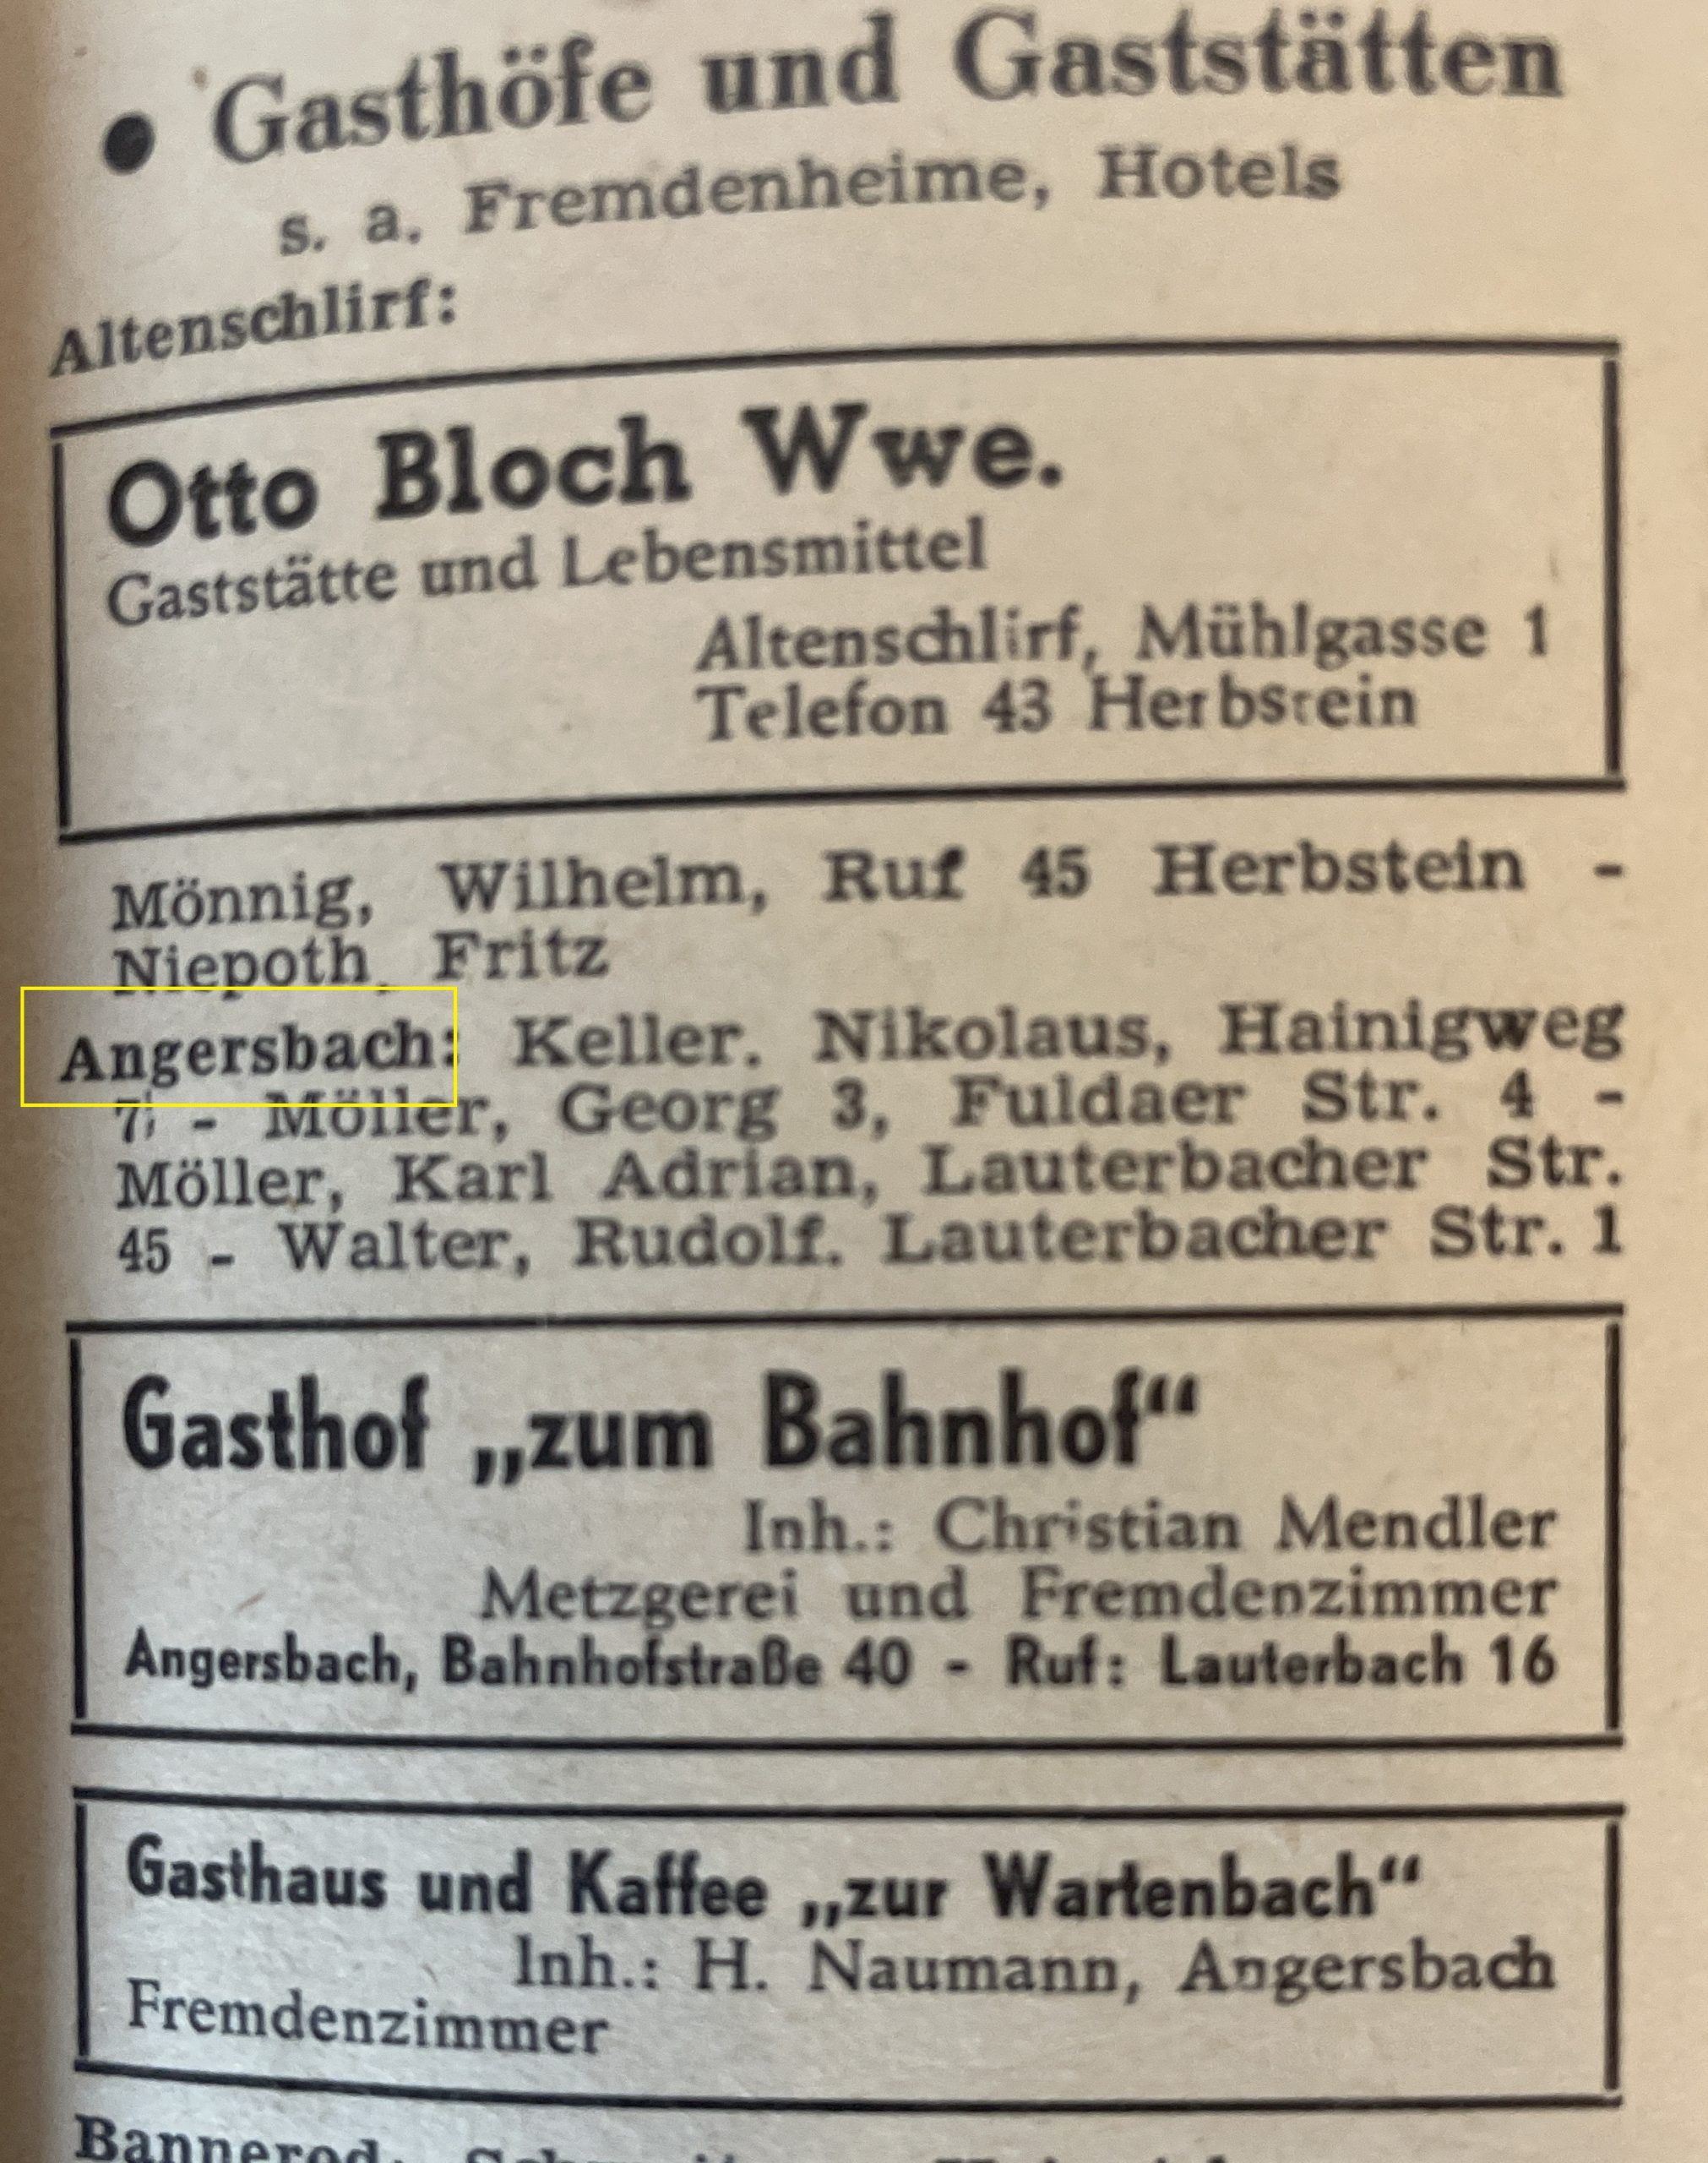 • Gasthöfe und Gaststätten
s. a. Fremdenheime, Hotels
Altenschlirf:
Otto Bloch Wwe.
Gaststätte und Lebensmittel
Altenschlirf, Mühlgasse 1
Telefon 43 Herbstein
Mönnig, Wilhelm, Ruf 45 Herbstein -
Niepoth, Fritz
Angersbach: Keller. Nikolaus, Hainigweg
7 - Möller, Georg 3, Fuldaer Str. 4 -
Möller, Karl Adrian, Lauterbacher Str.
45 - Walter, Rudolf. Lauterbacher Str. 1
Gasthof „zum Bahnhof“
Inh.: Christian Mendler
Metzgerei und Fremdenzimmer
Angersbach, Bahnhofstraße 40 - Ruf: Lauterbach 16
Gasthaus und Kaffee „zur Wartenbach“
Inh.: H. Naumann, Angersbach
Fremdenzimmer
Bannerod: